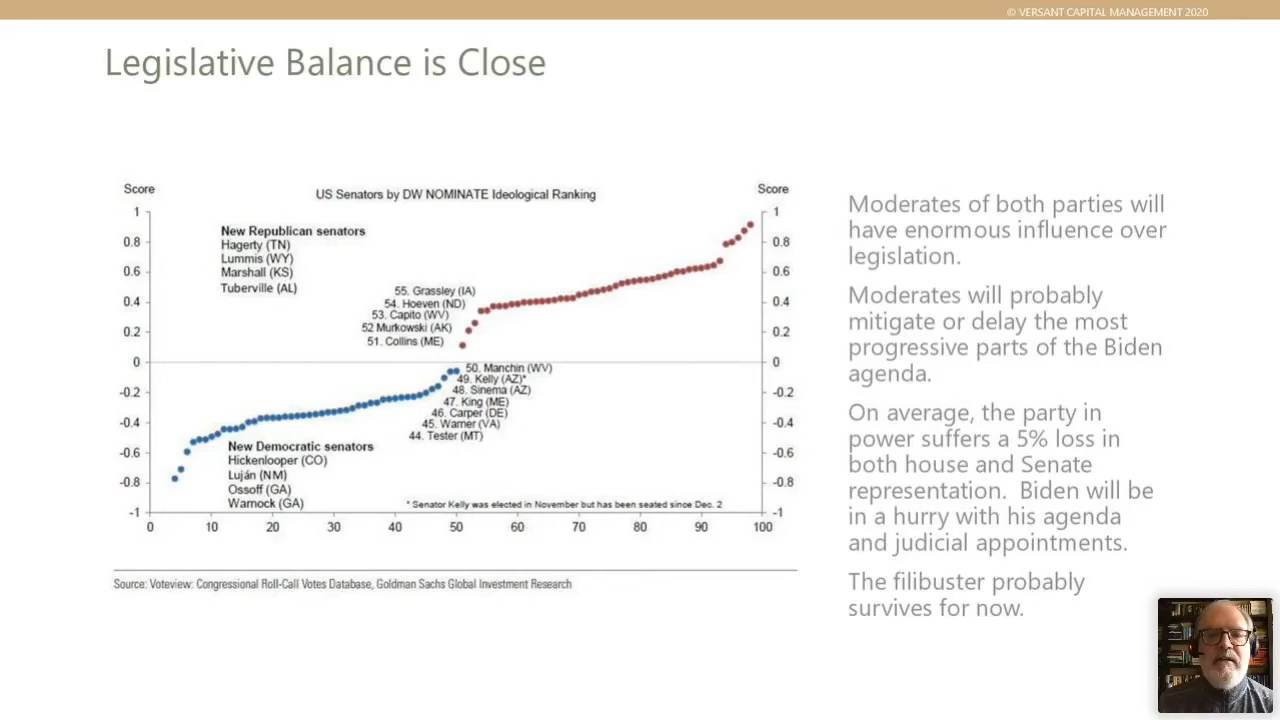 © VERSANT CAPITAL MANAGEMENT 2020
Legislative Balance is Close
Score
US Senators by DW NOMINATE Ideological Ranking
Score
1
0.8
0.6
0.4
0.2
0
-0.2
-0.4
-0.6
-0.8
-1
New Republican senators
Hagerty (TN)
Lummis (WY)
Marshall (KS)
Tuberville (AL)
55. Grassley (IA)
54. Hoeven (ND)
53. Capito (WV)
52 Murkowski (AK)
51. Collins (ME)
50. Manchin (WV)
49. Kelly (AZ)*
48. Sinema (AZ)
47. King (ME)
46. Carper (DE)
45. Warner (VA)
44. Tester (MT)
New Democratic senators
Hickenlooper (CO)
Luján (NM)
Ossoff (GA)
Warnock (GA)
* Senator Kelly was elected in November but has been seated since Dec. 2
1
0.8
0.6
0.4
0.2
0
-0.2
-0.4
-0.6
-0.8
-1
0 10 20 30 40 50 60 70 80 90 100
Source: Voteview: Congressional Roll-Call Votes Database, Goldman Sachs Global Investment Research
Moderates of both parties will
have enormous influence over
legislation.
Moderates will probably
mitigate or delay the most
progressive parts of the Biden
agenda.
On average, the party in
power suffers a 5% loss in
both house and Senate
representation. Biden will be
in a hurry with his agenda
and judicial appointments.
The filibuster probably
survives for now.